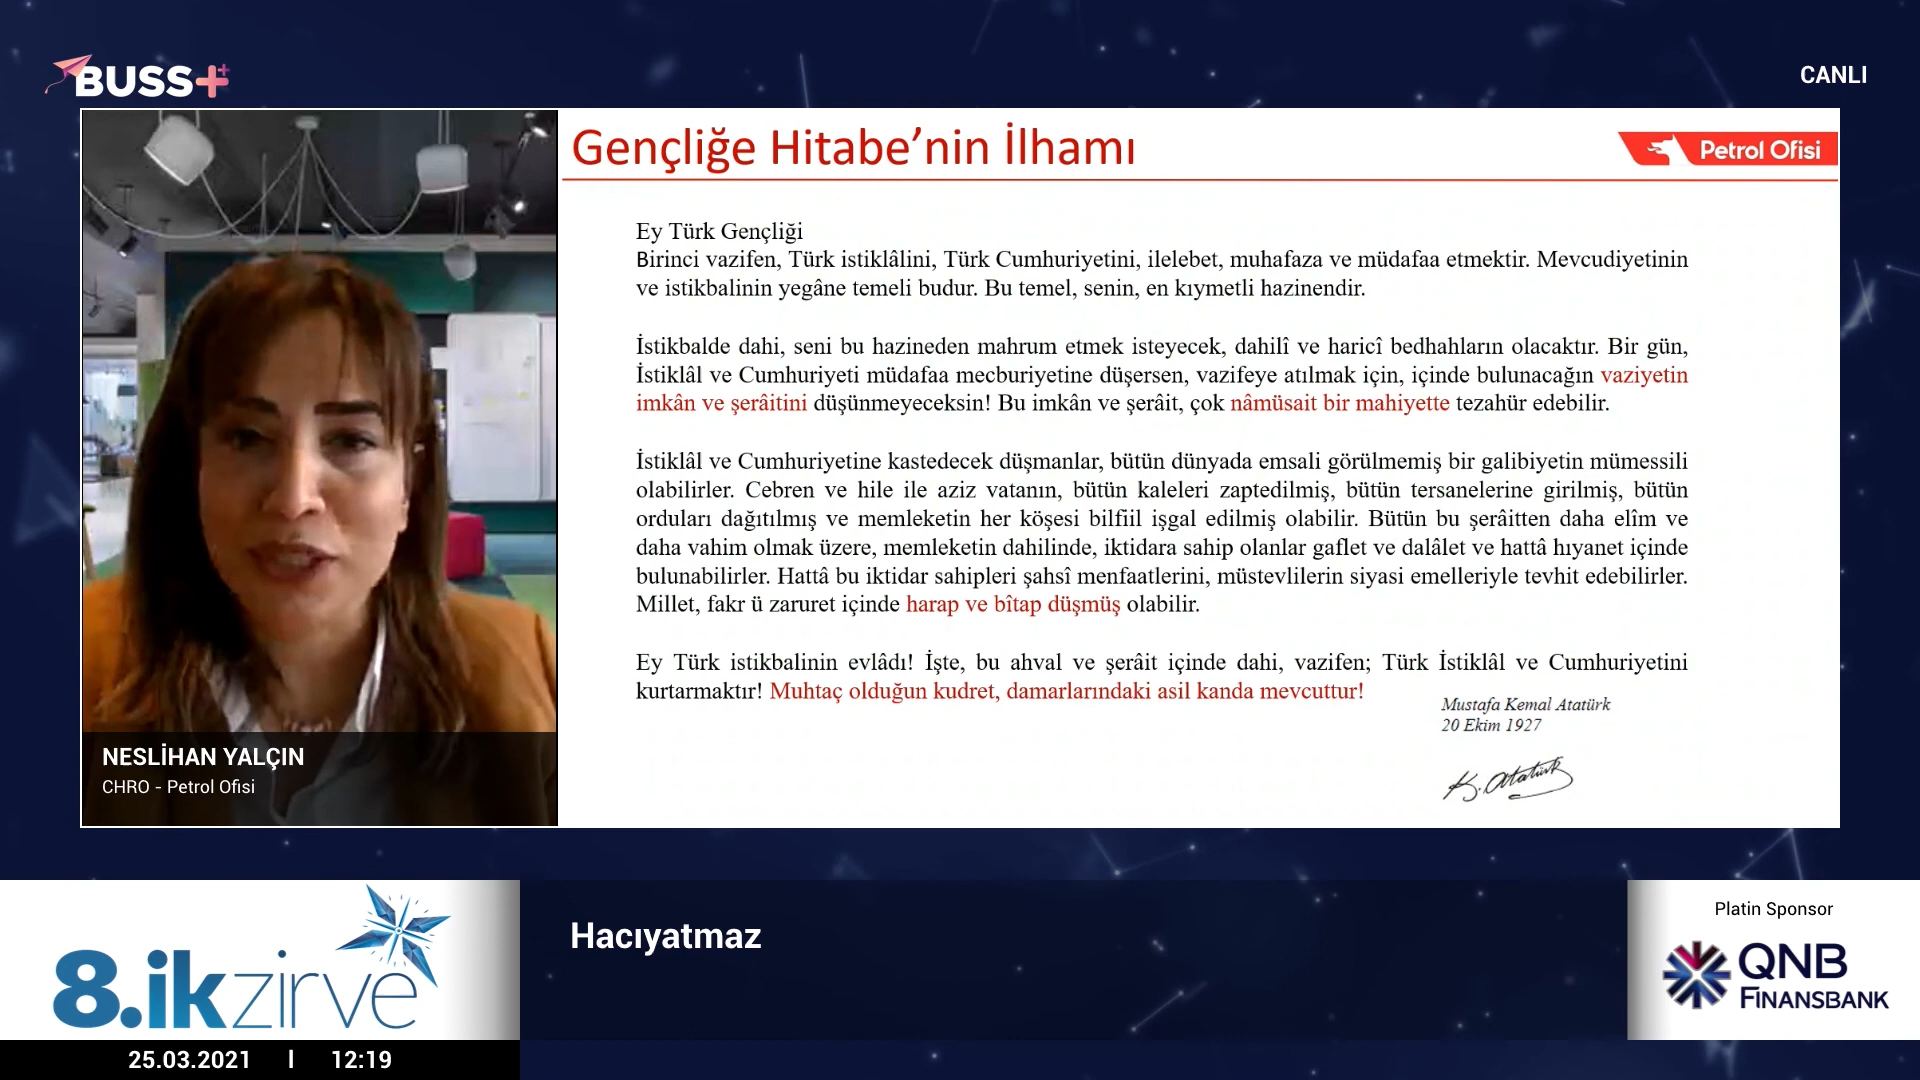 BUSS+
CANLI
Gençliğe Hitabe’nin İlhamı
Petrol Ofisi
Ey Türk Gençliği
Birinci vazifen, Türk istiklâlini, Türk Cumhuriyetini, ilelebet, muhafaza ve müdafaa etmektir. Mevcudiyetinin
ve istikbalinin yegâne temeli budur. Bu temel, senin, en kıymetli hazinendir.
İstikbalde dahi, seni bu hazineden mahrum etmek isteyecek, dahilî ve haricî bedhahların olacaktır. Bir gün,
İstiklâl ve Cumhuriyeti müdafaa mecburiyetine düşersen, vazifeye atılmak için, içinde bulunacağın vaziyetin
imkân ve şerâitini düşünmeyeceksin! Bu imkân ve şerâit, çok nâmüsait bir mahiyette tezahür edebilir.
İstiklâl ve Cumhuriyetine kastedecek düşmanlar, bütün dünyada emsali görülmemiş bir galibiyetin mümessili
olabilirler. Cebren ve hile ile aziz vatanın, bütün kaleleri zaptedilmiş, bütün tersanelerine girilmiş, bütün
orduları dağıtılmış ve memleketin her köşesi bilfiil işgal edilmiş olabilir. Bütün bu şerâitten daha elîm ve
daha vahim olmak üzere, memleketin dahilinde, iktidara sahip olanlar gaflet ve dalâlet ve hattâ hıyanet içinde
bulunabilirler. Hattâ bu iktidar sahipleri şahsî menfaatlerini, müstevlilerin siyasi emelleriyle tevhit edebilirler.
Millet, fakr ü zaruret içinde harap ve bîtap düşmüş olabilir.
Ey Türk istikbalinin evlâdı! İşte, bu ahval ve şerâit içinde dahi, vazifen; Türk İstiklâl ve Cumhuriyetini
kurtarmaktır! Muhtaç olduğun kudret, damarlarındaki asil kanda mevcuttur!
Mustafa Kemal Atatürk
20 Ekim 1927
K. Atatürk
NESLİHAN YALÇIN
CHRO - Petrol Ofisi
8.ikzirve
Hacıyatmaz
Platin Sponsor
QNB
FİNANSBANK
25.03.2021 | 12:19